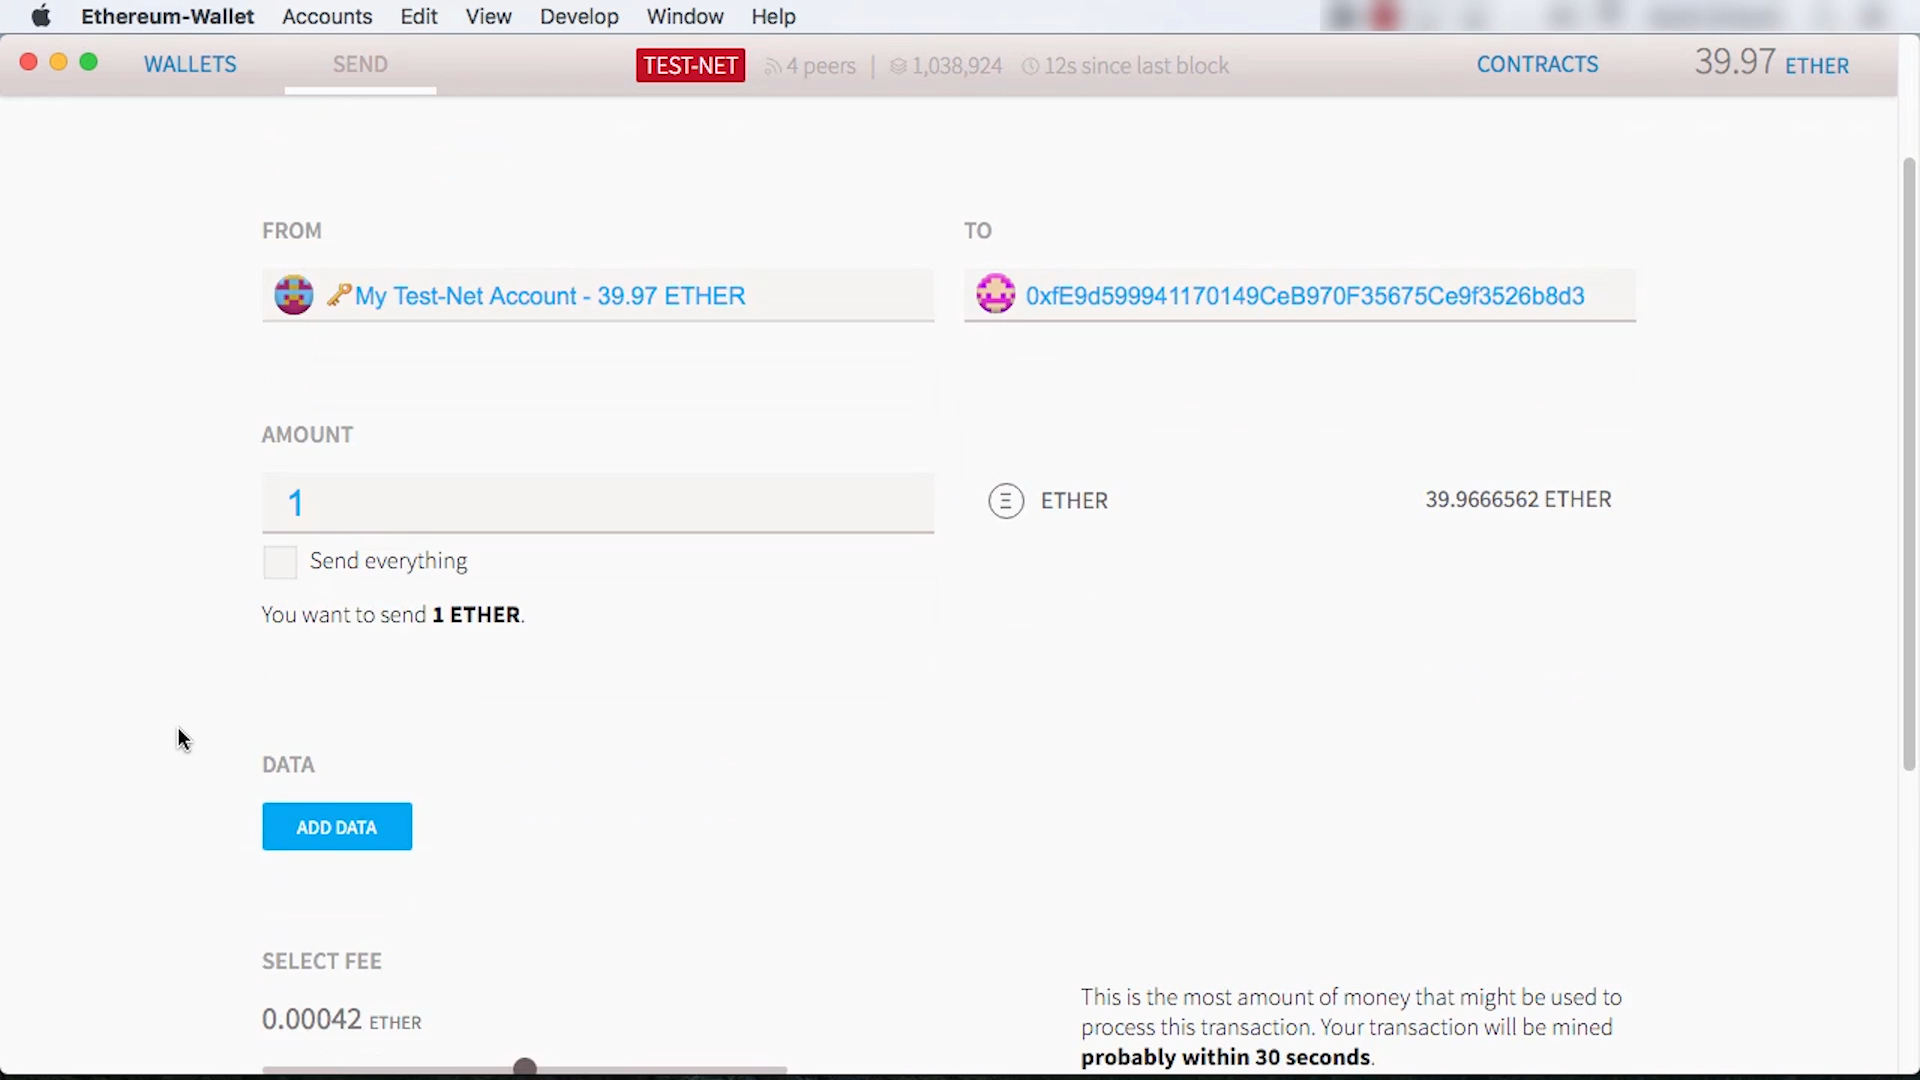 Ethereum-Wallet Accounts Edit View Develop Window Help
WALLETS SEND TEST-NET 4 peers | 1,038,924 12s since last block CONTRACTS 39.97 ETHER
FROM TO
My Test-Net Account - 39.97 ETHER 0xfE9d599941170149CeB970F35675Ce9f3526b8d3
AMOUNT
1 Ξ ETHER 39.9666562 ETHER
Send everything
You want to send 1 ETHER.
DATA
ADD DATA
SELECT FEE
0.00042 ETHER
This is the most amount of money that might be used to
process this transaction. Your transaction will be mined
probably within 30 seconds.